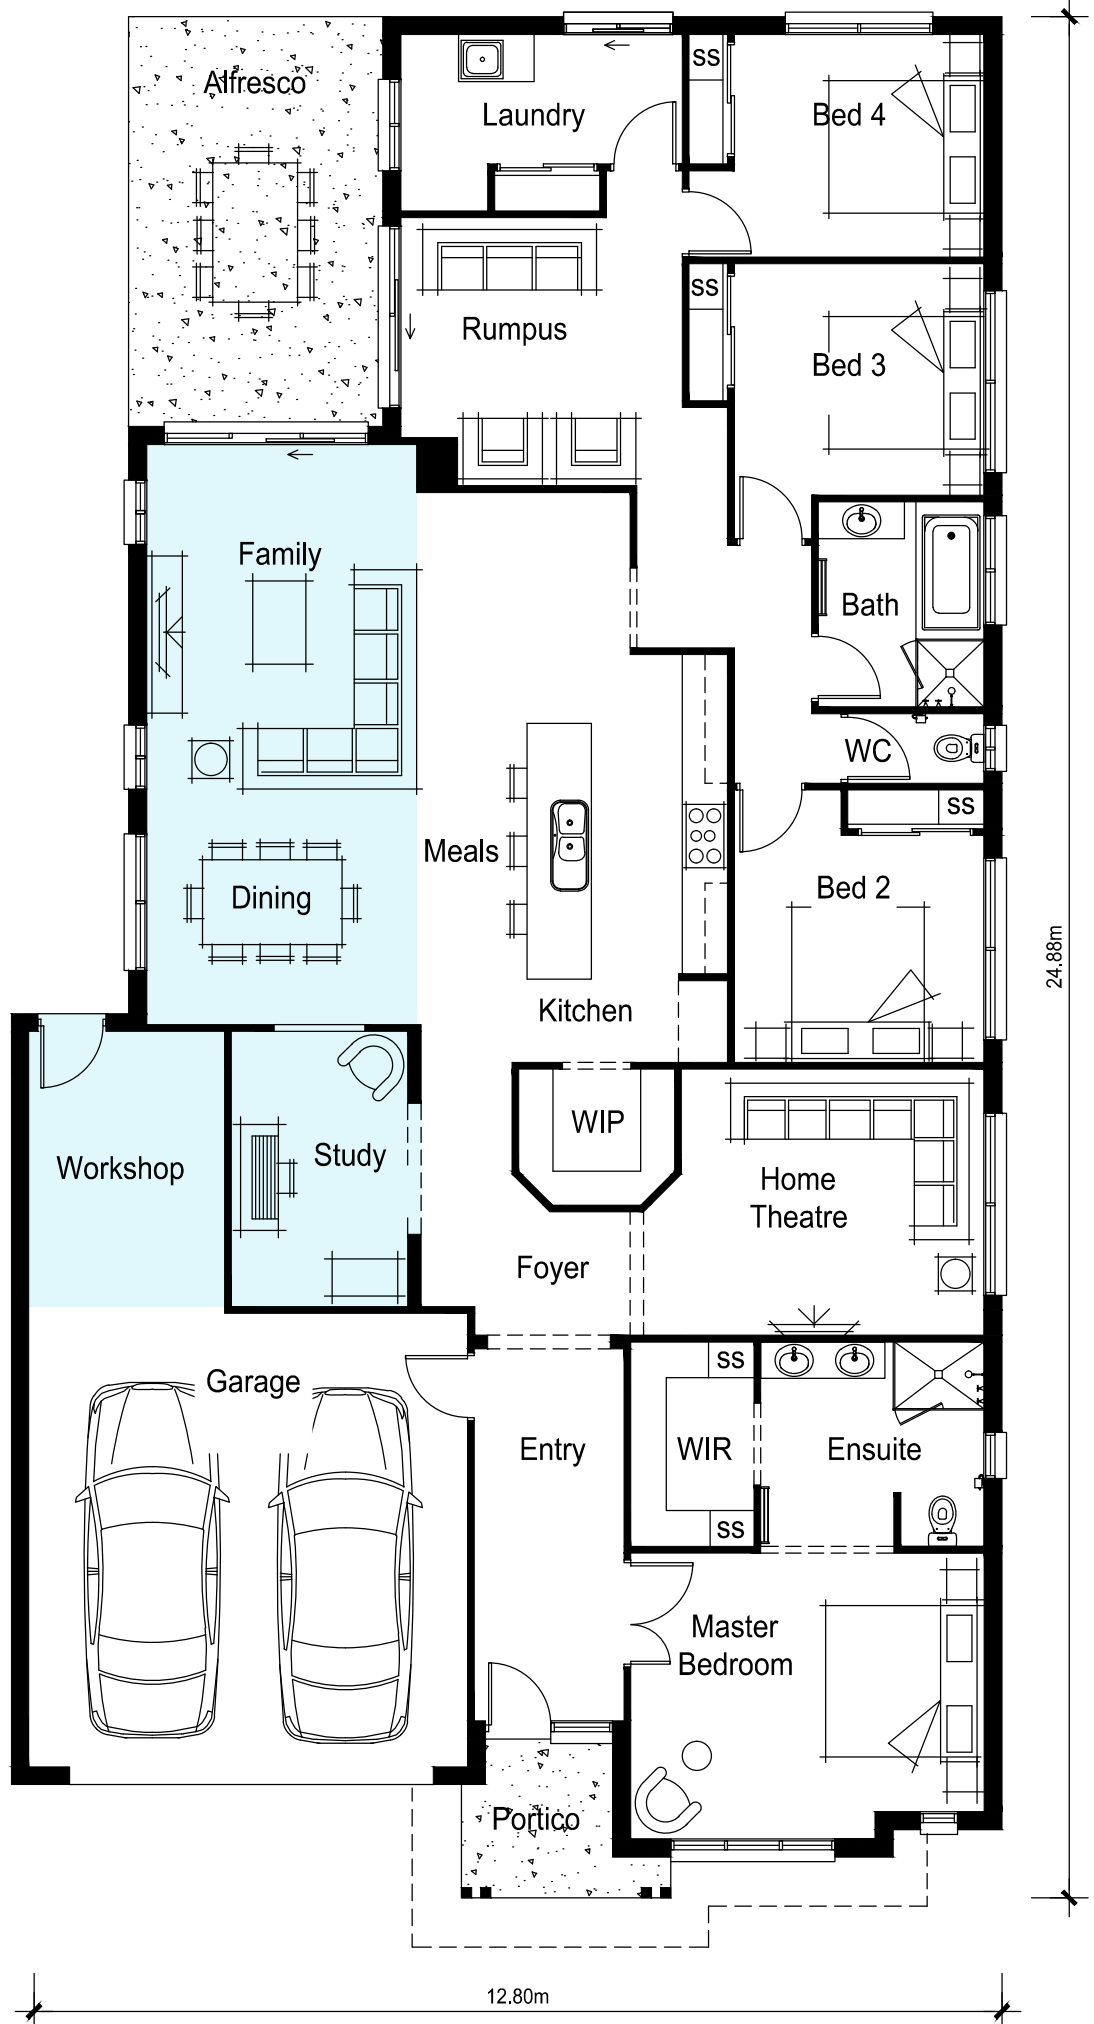 Alfresco
Laundry
SS
Bed 4
Rumpus
SS
Bed 3
Family
Bath
WC
SS
Meals
Bed 2
Dining
24.88m
Kitchen
WIP
Workshop
Study
Home
Theatre
Foyer
Garage
SS
Entry
WIR
Ensuite
SS
Master
Bedroom
Portico
12.80m